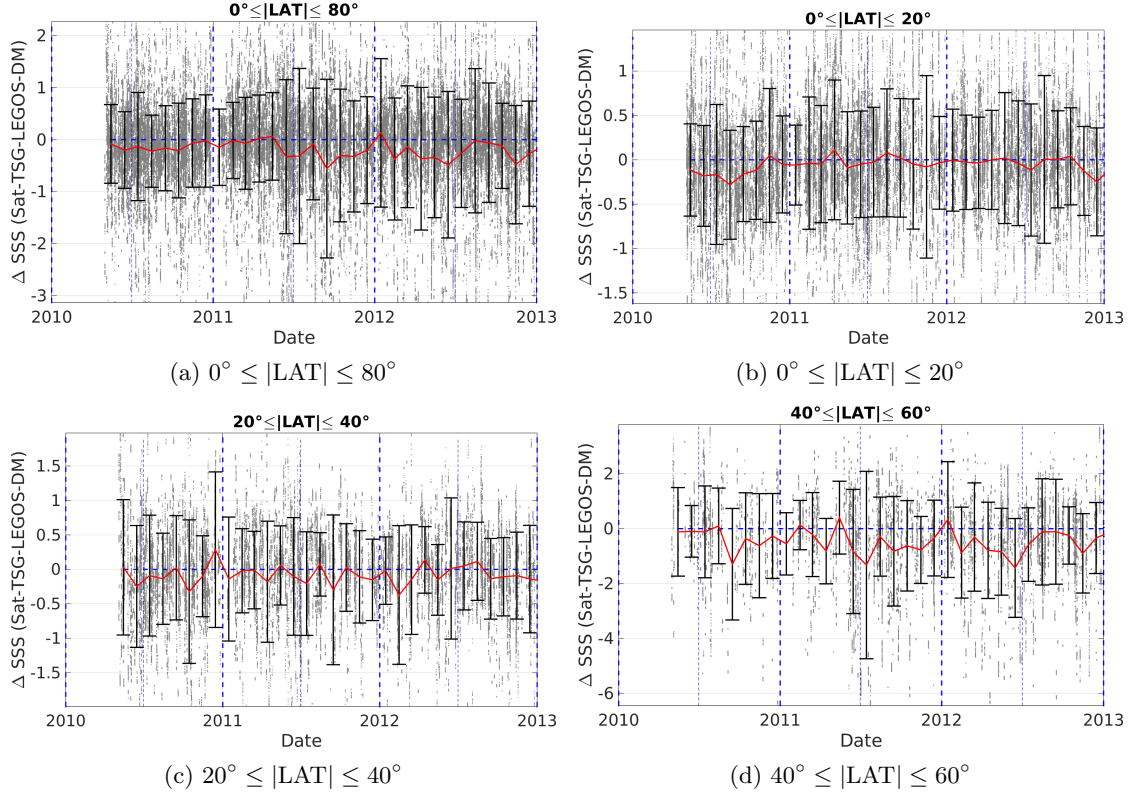 0°≤|LAT|≤ 80°
Δ SSS (Sat-TSG-LEGOS-DM)
2
1
0
-1
-2
-3
2010
2011
2012
2013
Date
(a) 0° ≤ |LAT| ≤ 80°
0°≤|LAT|≤ 20°
Δ SSS (Sat-TSG-LEGOS-DM)
1
0.5
0
-0.5
-1
-1.5
2010
2011
2012
2013
Date
(b) 0° ≤ |LAT| ≤ 20°
20°≤|LAT|≤ 40°
Δ SSS (Sat-TSG-LEGOS-DM)
1.5
1
0.5
0
-0.5
-1
-1.5
2010
2011
2012
2013
Date
(c) 20° ≤ |LAT| ≤ 40°
40°≤|LAT|≤ 60°
Δ SSS (Sat-TSG-LEGOS-DM)
2
0
-2
-4
-6
2010
2011
2012
2013
Date
(d) 40° ≤ |LAT| ≤ 60°